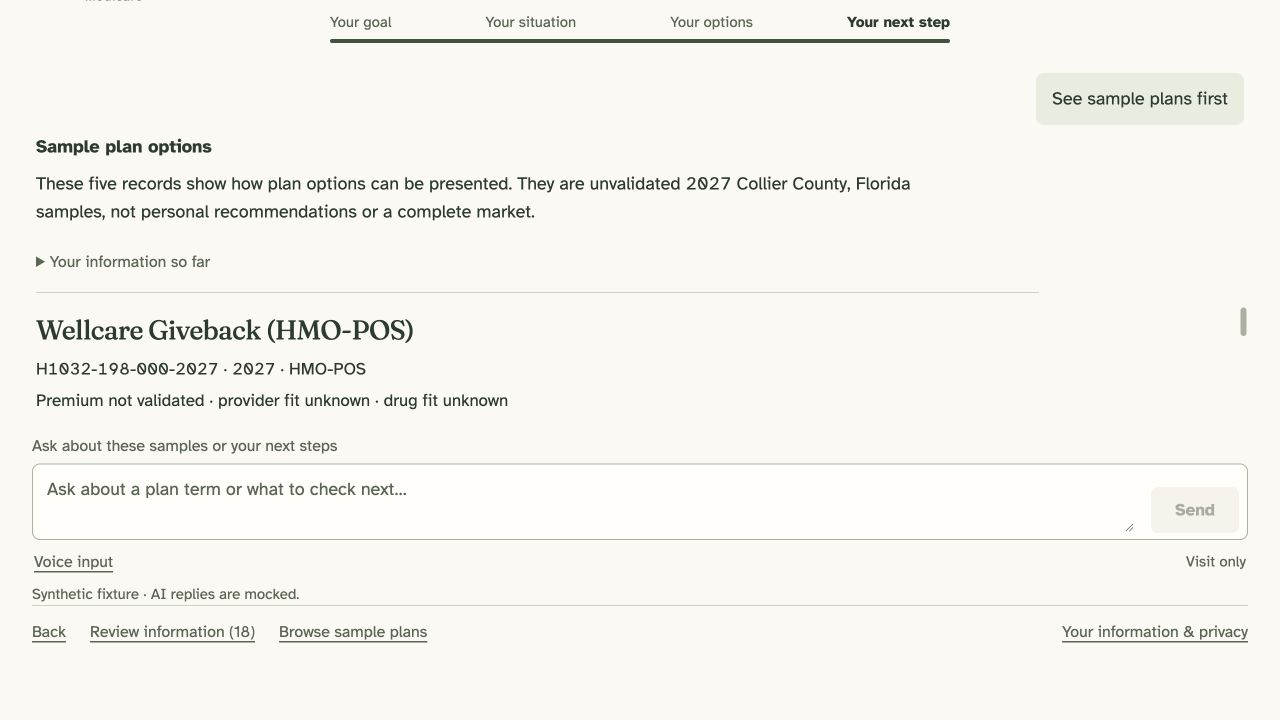 Your goal
Your situation
Your options
Your next step
See sample plans first
Sample plan options
These five records show how plan options can be presented. They are unvalidated 2027 Collier County, Florida
samples, not personal recommendations or a complete market.
Your information so far
Wellcare Giveback (HMO-POS)
H1032-198-000-2027 · 2027 · HMO-POS
Premium not validated · provider fit unknown · drug fit unknown
Ask about these samples or your next steps
Ask about a plan term or what to check next...
Send
Voice input
Visit only
Synthetic fixture · AI replies are mocked.
Back
Review information (18)
Browse sample plans
Your information & privacy